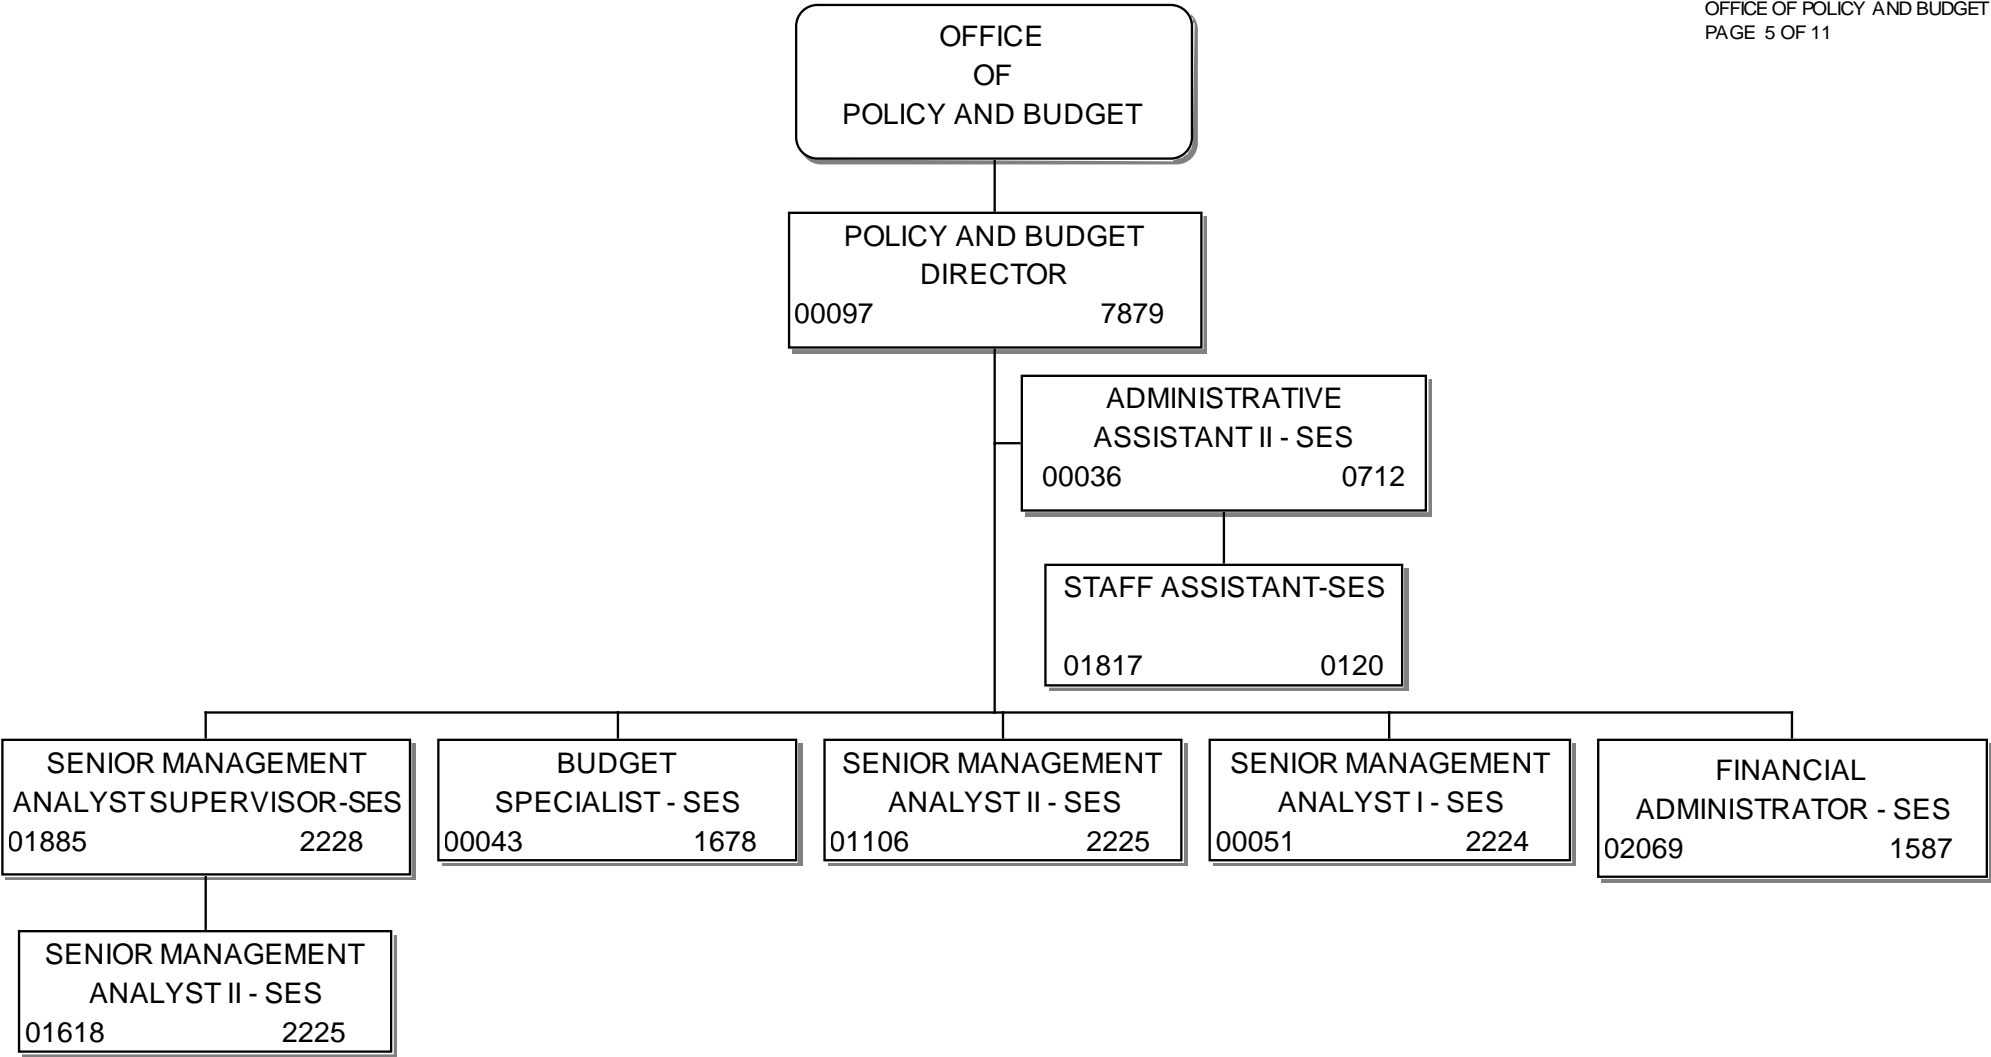 OFFICE OF POLICY AND BUDGET
PAGE 5 OF 11
OFFICE
OF
POLICY AND BUDGET
POLICY AND BUDGET
DIRECTOR
00097 7879
ADMINISTRATIVE
ASSISTANT II - SES
00036 0712
STAFF ASSISTANT-SES
01817 0120
SENIOR MANAGEMENT
ANALYST SUPERVISOR-SES
01885 2228
BUDGET
SPECIALIST - SES
00043 1678
SENIOR MANAGEMENT
ANALYST II - SES
01106 2225
SENIOR MANAGEMENT
ANALYST I - SES
00051 2224
FINANCIAL
ADMINISTRATOR - SES
02069 1587
SENIOR MANAGEMENT
ANALYST II - SES
01618 2225